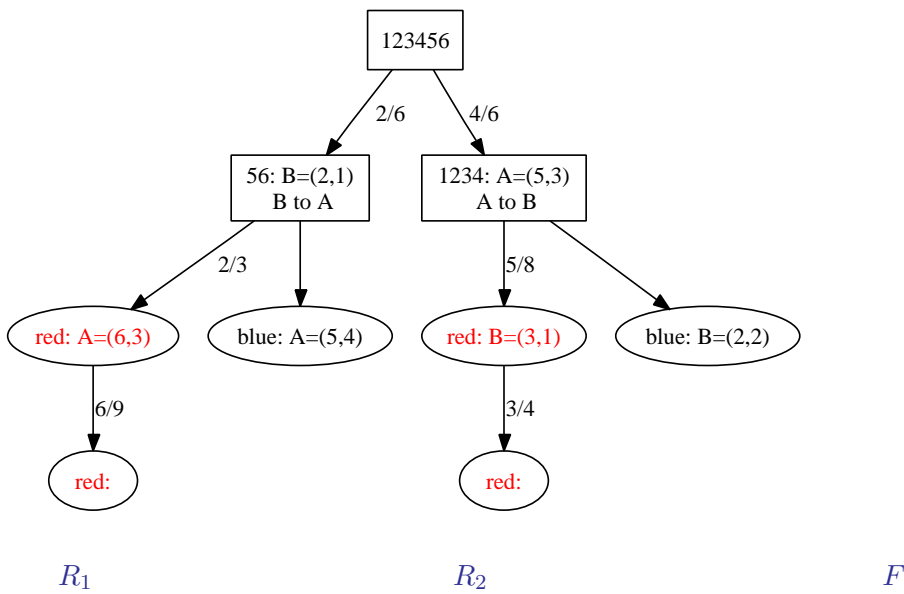 123456
2/6
4/6
56: B=(2,1)
B to A
1234: A=(5,3)
A to B
2/3
5/8
red: A=(6,3)
blue: A=(5,4)
red: B=(3,1)
blue: B=(2,2)
6/9
3/4
red:
red:
R₁
R₂
F